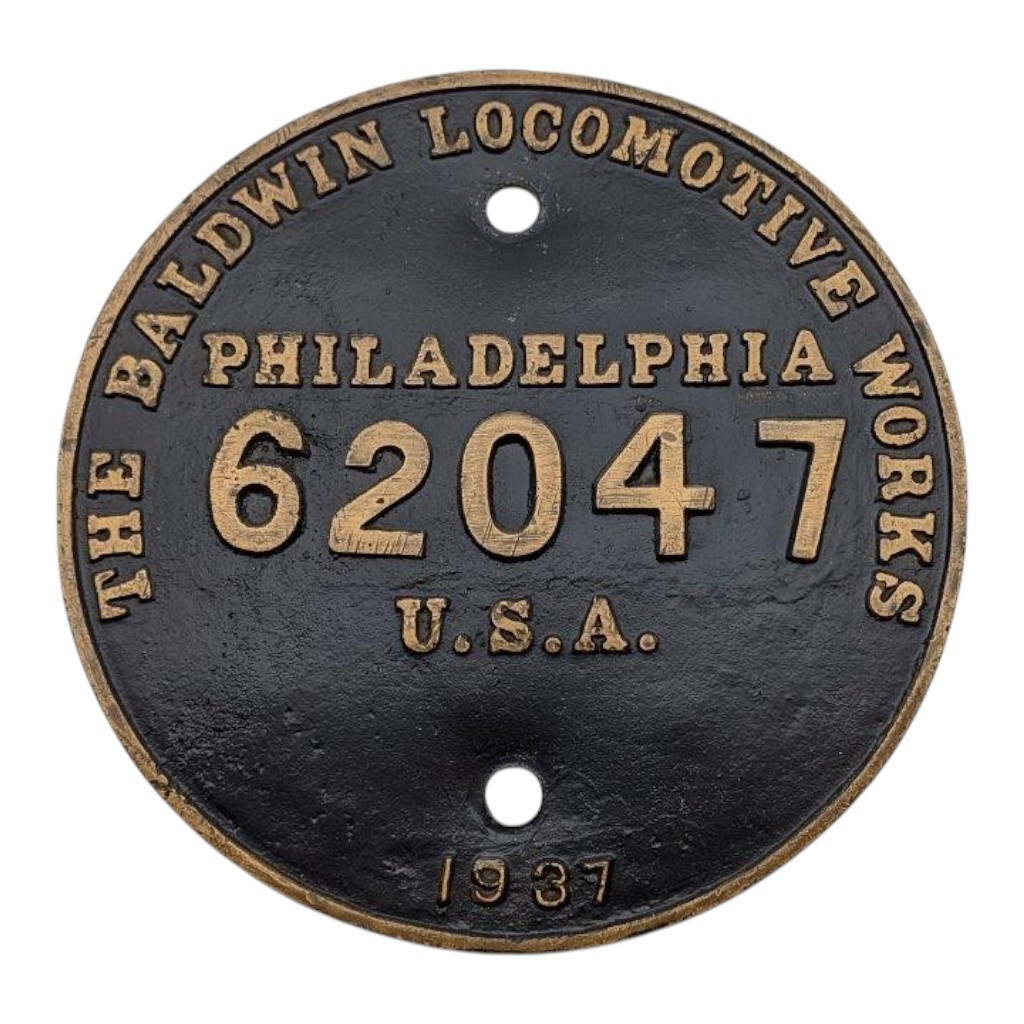 THE BALDWIN LOCOMOTIVE WORKS
PHILADELPHIA
62047
U.S.A.
1937